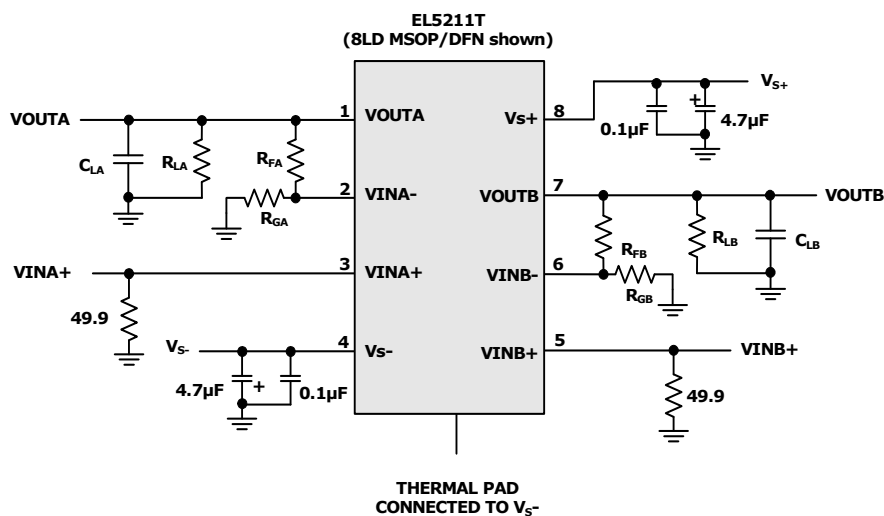 EL5211T
(8LD MSOP/DFN shown)
VOUTA
1
VOUTA
CLA
RLA
RFA
2
VINA-
RGA
VINA+
3
VINA+
49.9
VS-
4
Vs-
4.7µF
+
0.1µF
Vs+
8
VS+
0.1µF
+
4.7µF
VOUTB
7
VOUTB
RFB
RLB
CLB
VINB-
6
RGB
VINB+
5
VINB+
49.9
THERMAL PAD
CONNECTED TO VS-